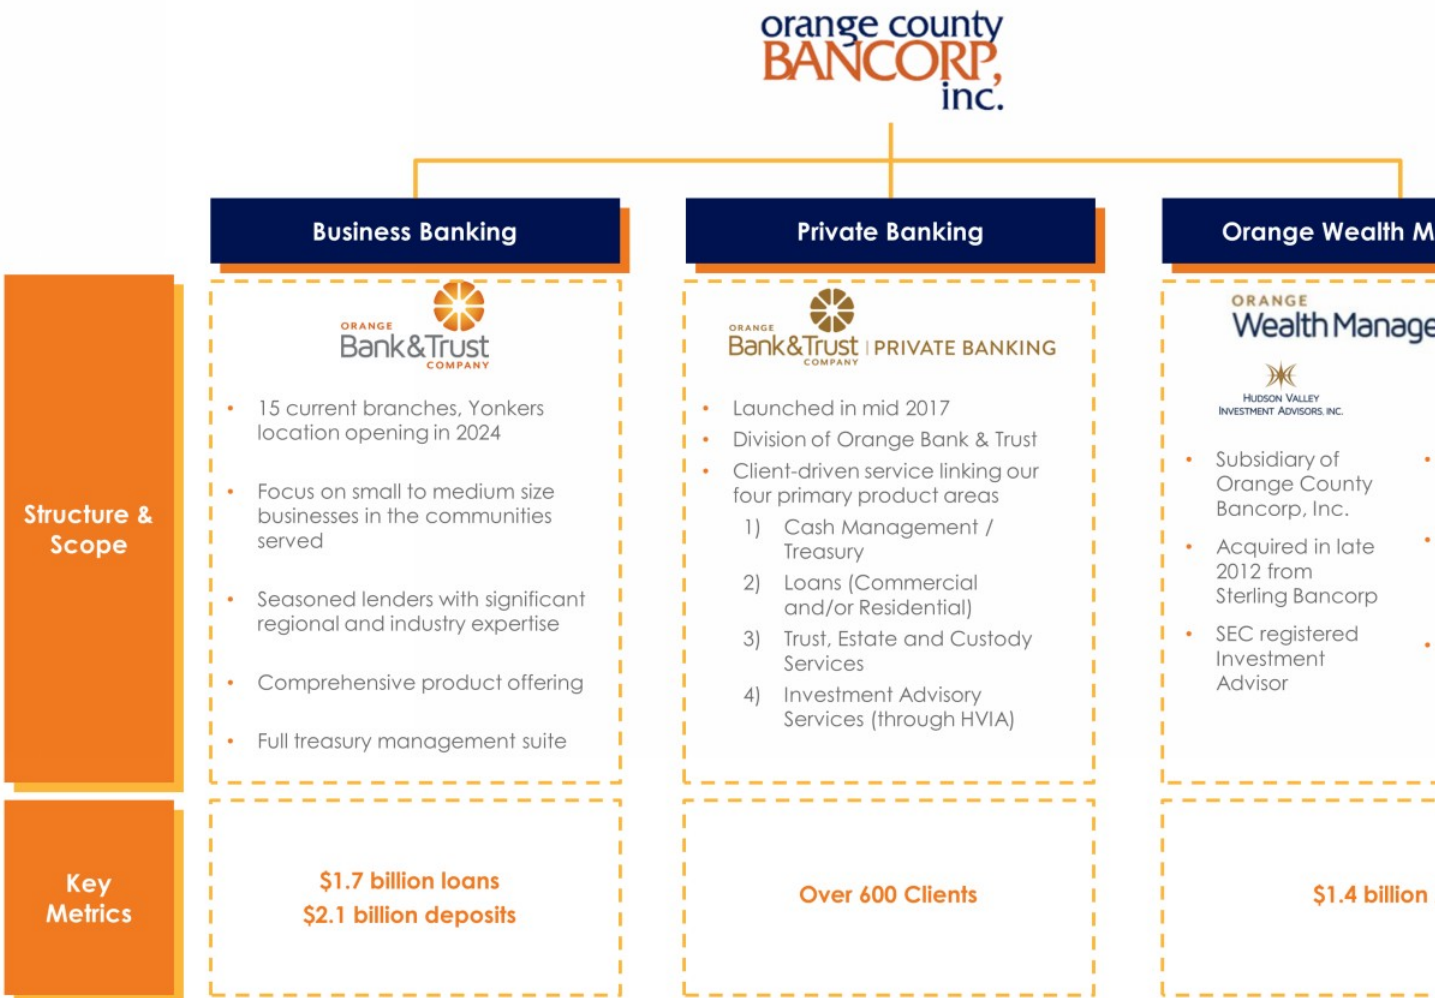 orange county
BANCORP,
inc.
Business Banking
Private Banking
Orange Wealth M
Structure &
Scope
ORANGE
Bank&Trust
COMPANY
• 15 current branches, Yonkers
location opening in 2024
• Focus on small to medium size
businesses in the communities
served
• Seasoned lenders with significant
regional and industry expertise
• Comprehensive product offering
• Full treasury management suite
ORANGE
Bank&Trust | PRIVATE BANKING
COMPANY
• Launched in mid 2017
• Division of Orange Bank & Trust
• Client-driven service linking our
four primary product areas
1) Cash Management /
Treasury
2) Loans (Commercial
and/or Residential)
3) Trust, Estate and Custody
Services
4) Investment Advisory
Services (through HVIA)
ORANGE
Wealth Manage
HUDSON VALLEY
INVESTMENT ADVISORS, INC.
• Subsidiary of
Orange County
Bancorp, Inc.
• Acquired in late
2012 from
Sterling Bancorp
• SEC registered
Investment
Advisor
Key
Metrics
$1.7 billion loans
$2.1 billion deposits
Over 600 Clients
$1.4 billion